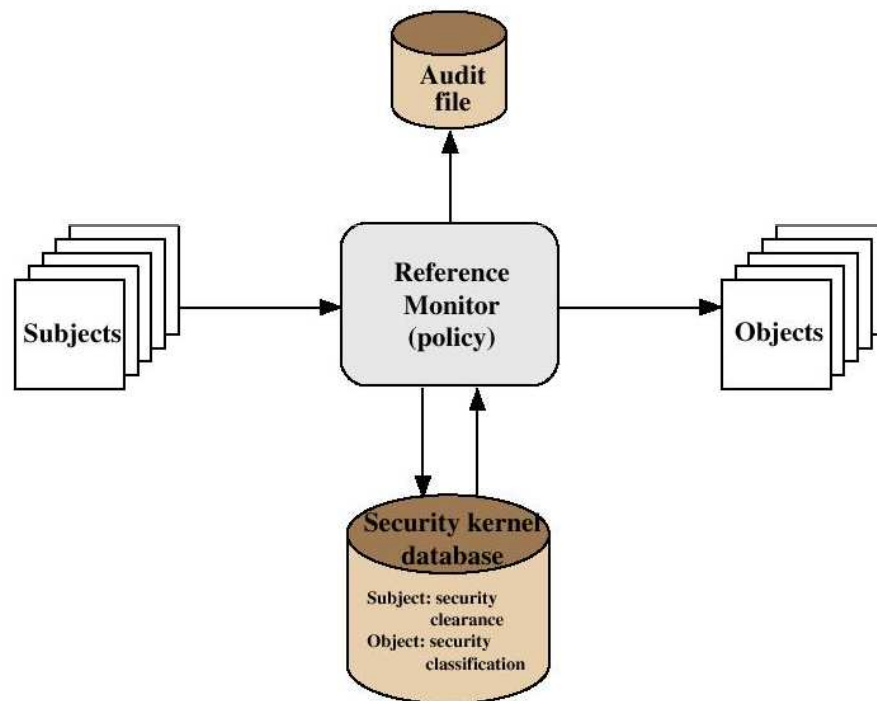 Audit
file
Reference
Monitor
(policy)
Subjects
Objects
Security kernel
database
Subject: security
clearance
Object: security
classification